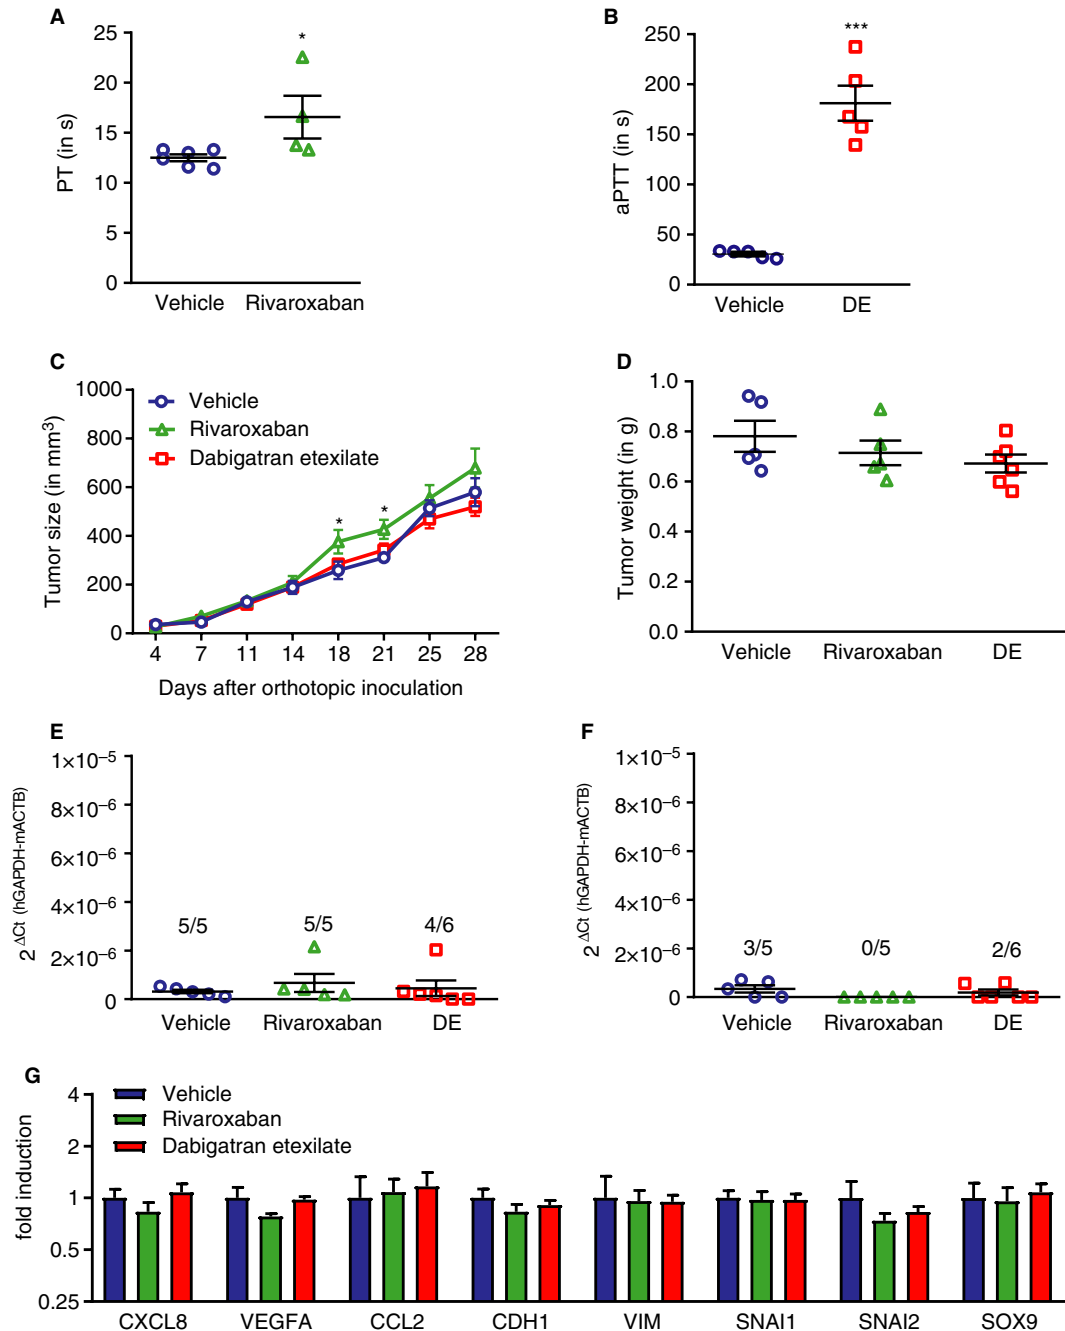 A
25
20
15
10
5
0
PT (in s)
*
Vehicle
Rivaroxaban
B
250
200
150
100
50
0
aPTT (in s)
***
Vehicle
DE
C
1000
800
600
400
200
0
Tumor size (in mm³)
Vehicle
Rivaroxaban
Dabigatran etexilate
* *
4 7 11 14 18 21 25 28
Days after orthotopic inoculation
D
1.0
0.8
0.6
0.4
0.2
0.0
Tumor weight (in g)
Vehicle
Rivaroxaban
DE
E
1×10⁻⁵
8×10⁻⁶
6×10⁻⁶
4×10⁻⁶
2×10⁻⁶
0
2^ΔCt (hGAPDH-mACTB)
5/5 5/5 4/6
Vehicle
Rivaroxaban
DE
F
1×10⁻⁵
8×10⁻⁶
6×10⁻⁶
4×10⁻⁶
2×10⁻⁶
0
2^ΔCt (hGAPDH-mACTB)
3/5 0/5 2/6
Vehicle
Rivaroxaban
DE
G
4
2
1
0.5
0.25
fold induction
Vehicle
Rivaroxaban
Dabigatran etexilate
CXCL8 VEGFA CCL2 CDH1 VIM SNAI1 SNAI2 SOX9